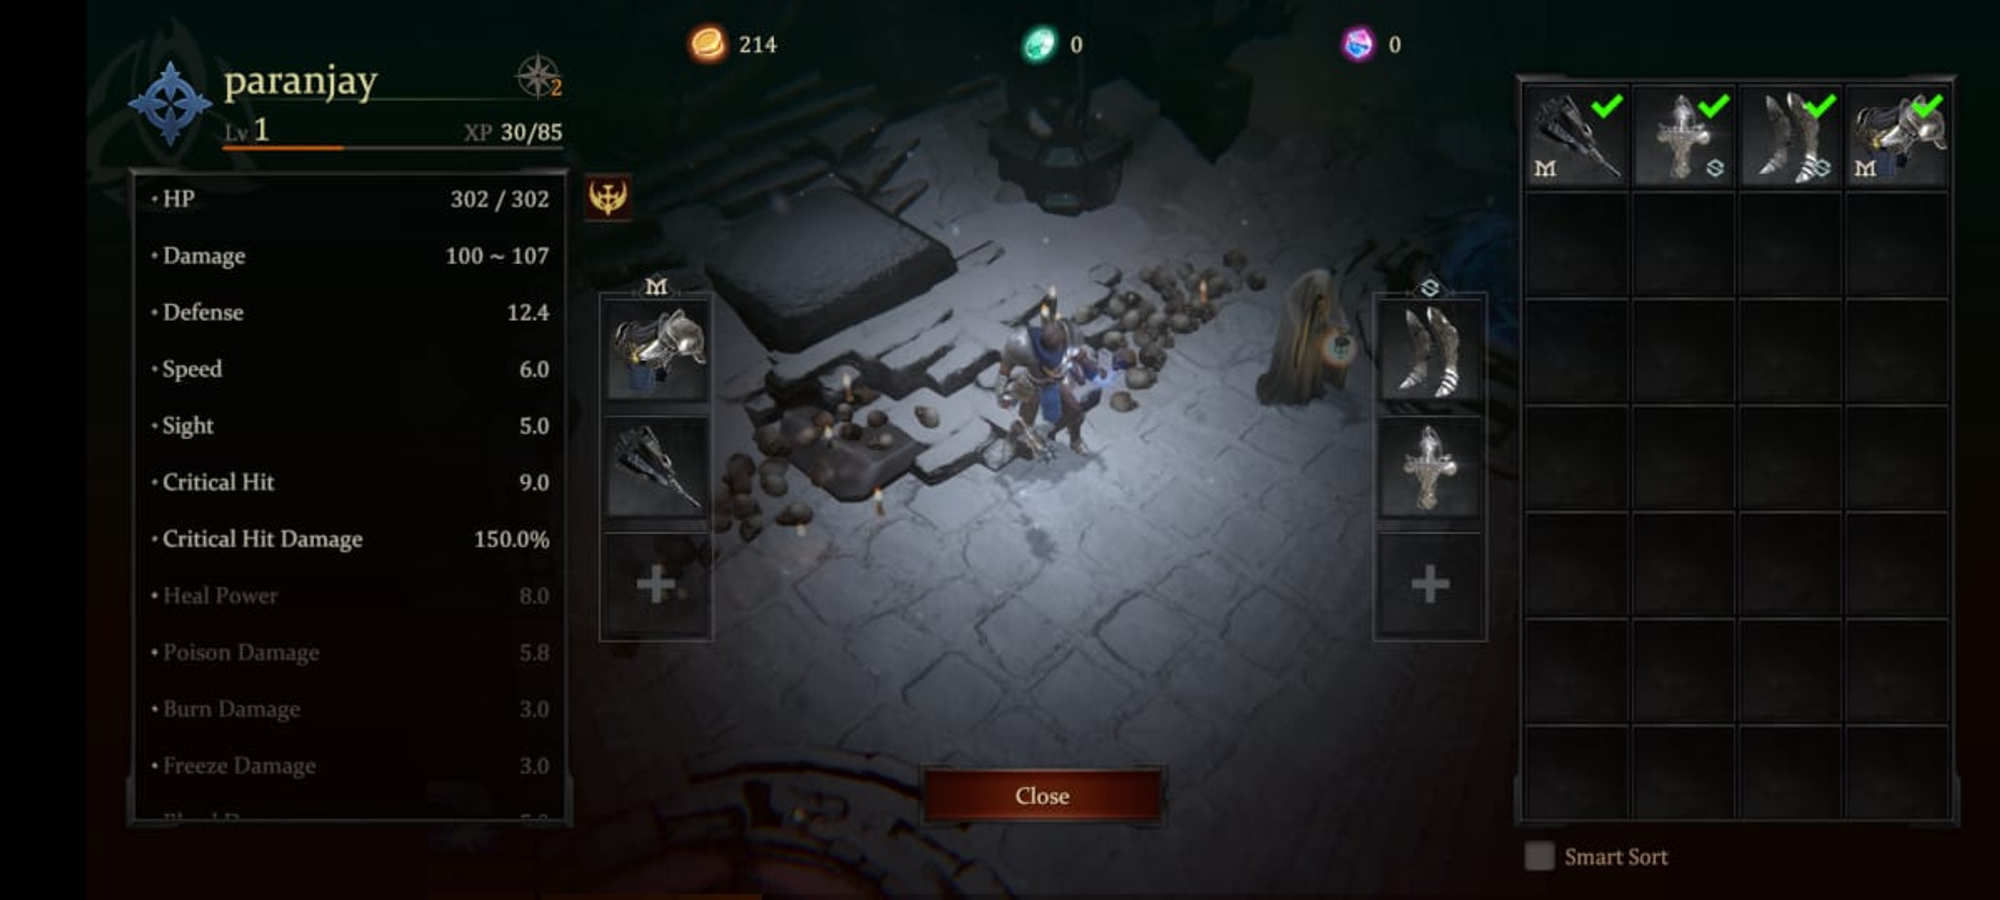 214
0
0
paranjay
2
Lv 1
XP 30/85
HP 302 / 302
Damage 100 ~ 107
Defense 12.4
Speed 6.0
Sight 5.0
Critical Hit 9.0
Critical Hit Damage 150.0%
Heal Power 8.0
Poison Damage 5.8
Burn Damage 3.0
Freeze Damage 3.0
M
M
M
Close
Smart Sort